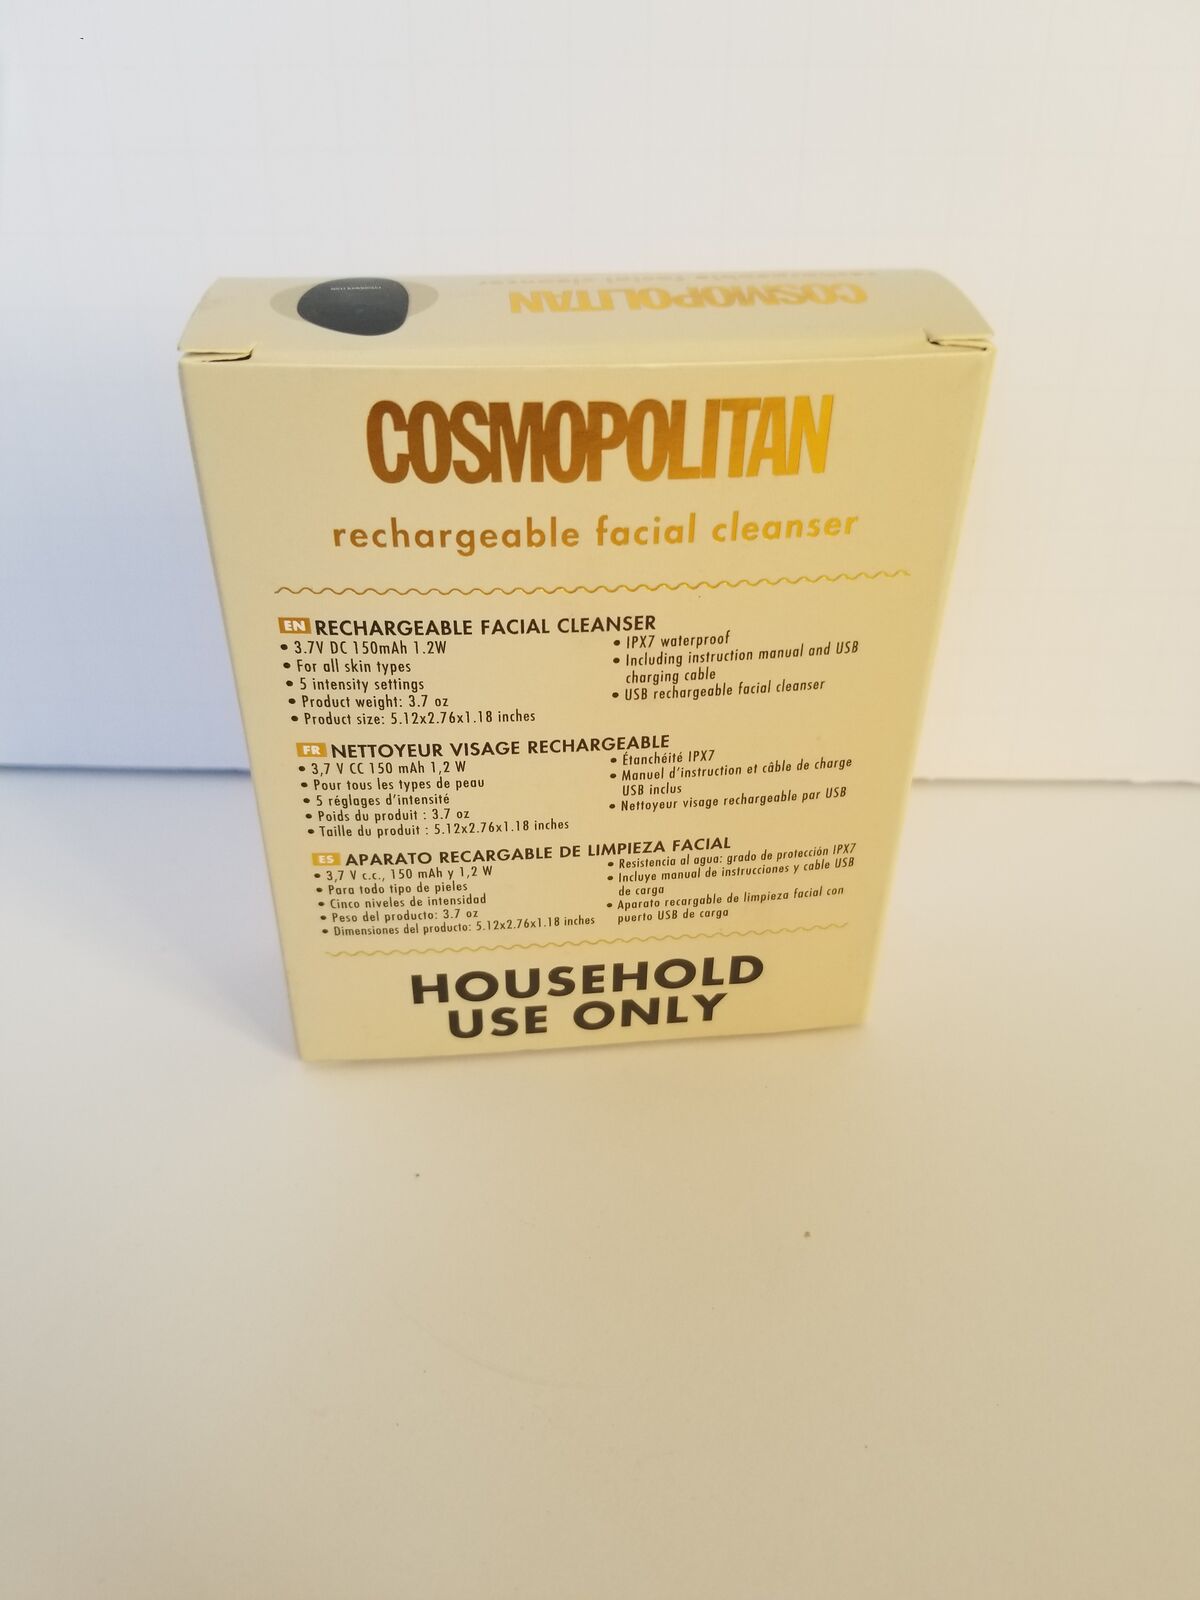 COSMOPOLITAN
COSMOPOLITAN
rechargeable facial cleanser
EN RECHARGEABLE FACIAL CLEANSER
• 3.7V DC 150mAh 1.2W
• For all skin types
• 5 intensity settings
• Product weight: 3.7 oz
• Product size: 5.12x2.76x1.18 inches
• IPX7 waterproof
• Including instruction manual and USB
charging cable
• USB rechargeable facial cleanser
FR NETTOYEUR VISAGE RECHARGEABLE
• 3,7 V CC 150 mAh 1,2 W
• Pour tous les types de peau
• 5 réglages d'intensité
• Poids du produit : 3.7 oz
• Taille du produit : 5.12x2.76x1.18 inches
• Étanchéité IPX7
• Manuel d'instruction et câble de charge
USB inclus
• Nettoyeur visage rechargeable par USB
ES APARATO RECARGABLE DE LIMPIEZA FACIAL
• 3,7 V c.c., 150 mAh y 1,2 W
• Para todo tipo de pieles
• Cinco niveles de intensidad
• Peso del producto: 3.7 oz
• Dimensiones del producto: 5.12x2.76x1.18 inches
• Resistencia al agua: grado de protección IPX7
• Incluye manual de instrucciones y cable USB
de carga
• Aparato recargable de limpieza facial con
puerto USB de carga
HOUSEHOLD
USE ONLY